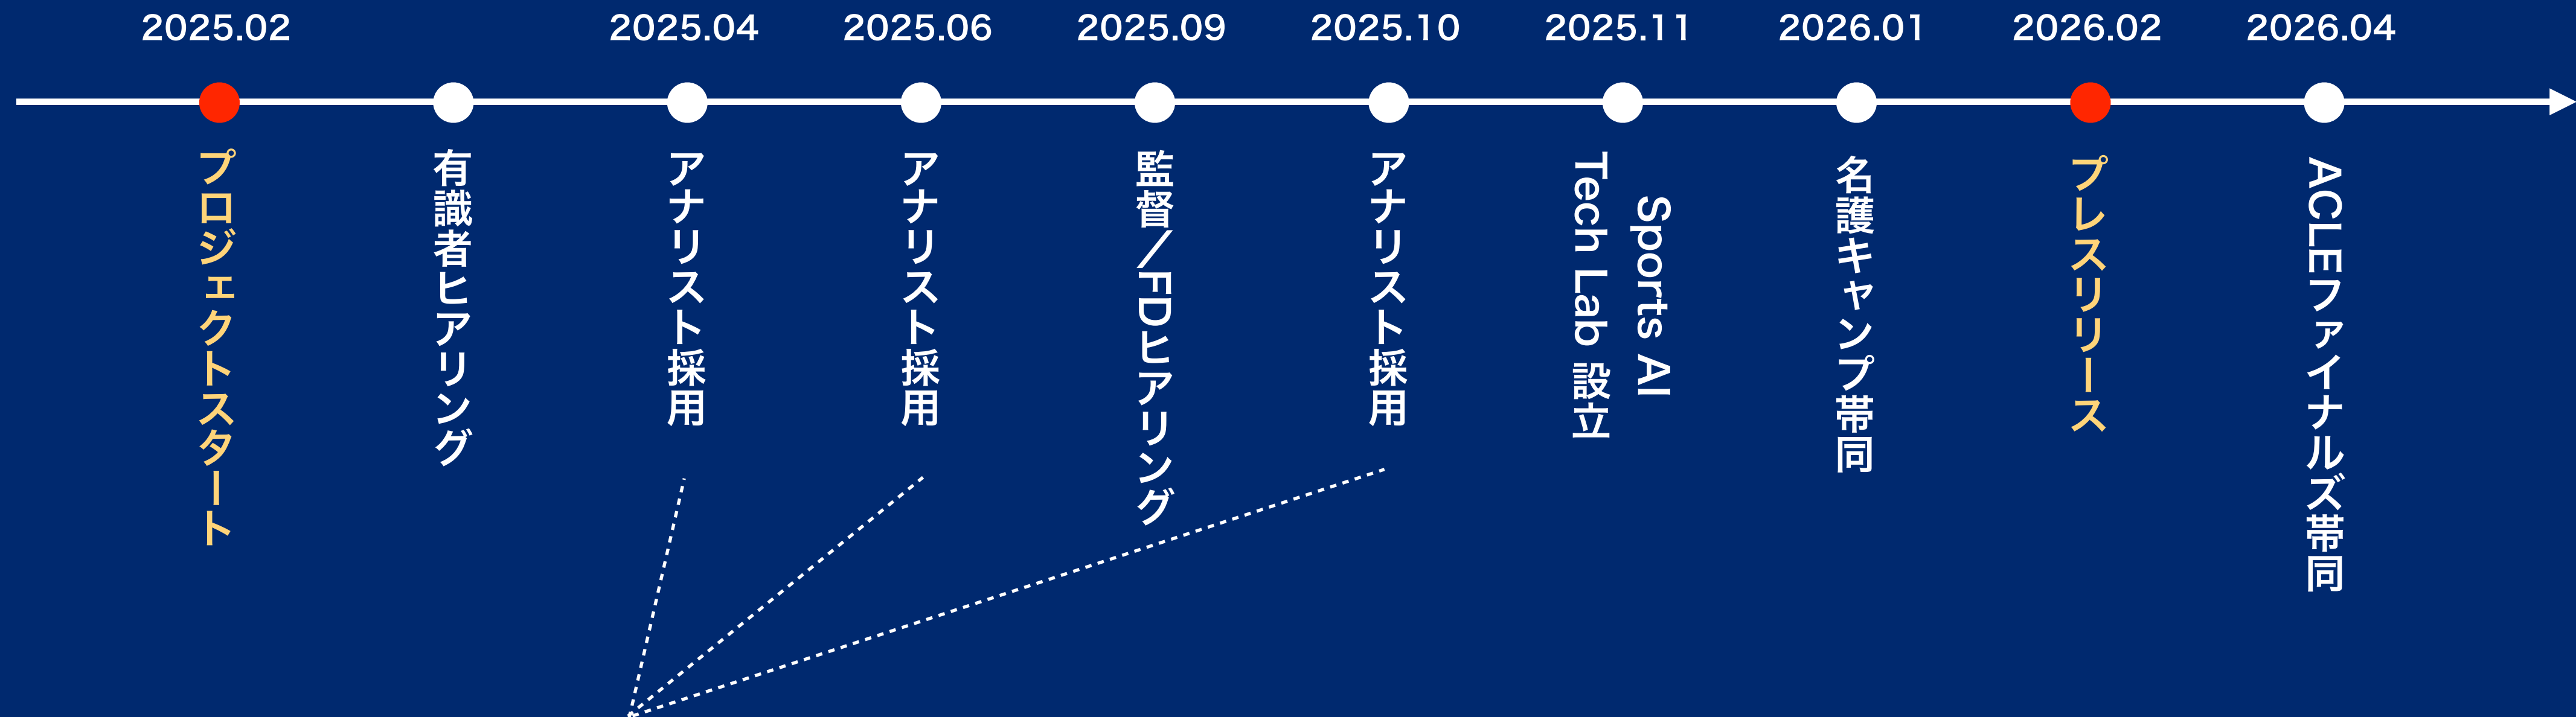 2025.02
2025.04
2025.06
2025.09
2025.10
2025.11
2026.01
2026.02
2026.04
プロジェクトスタート
有識者ヒアリング
アナリスト採用
アナリスト採用
監督／FDヒアリング
アナリスト採用
Sports AI
Tech Lab 設立
名護キャンプ帯同
プレスリリース
ACLEファイナルズ帯同